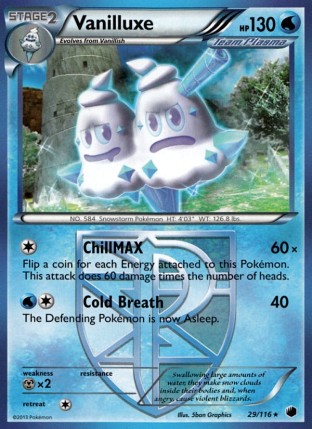 STAGE2 Vanilluxe HP130
Evolves from Vanillish
Team Plasma
NO. 584 Snowstorm Pokémon HT. 4'03" WT. 126.8 lbs.
ChillMAX 60×
Flip a coin for each Energy attached to this Pokémon.
This attack does 60 damage times the number of heads.
Cold Breath 40
The Defending Pokémon is now Asleep.
weakness resistance
×2
retreat
Swallowing large amounts of
water, they make snow clouds
inside their bodies and, when
angry, cause violent blizzards.
Illus. 5ban Graphics 29/116 ★
©2013 Pokémon